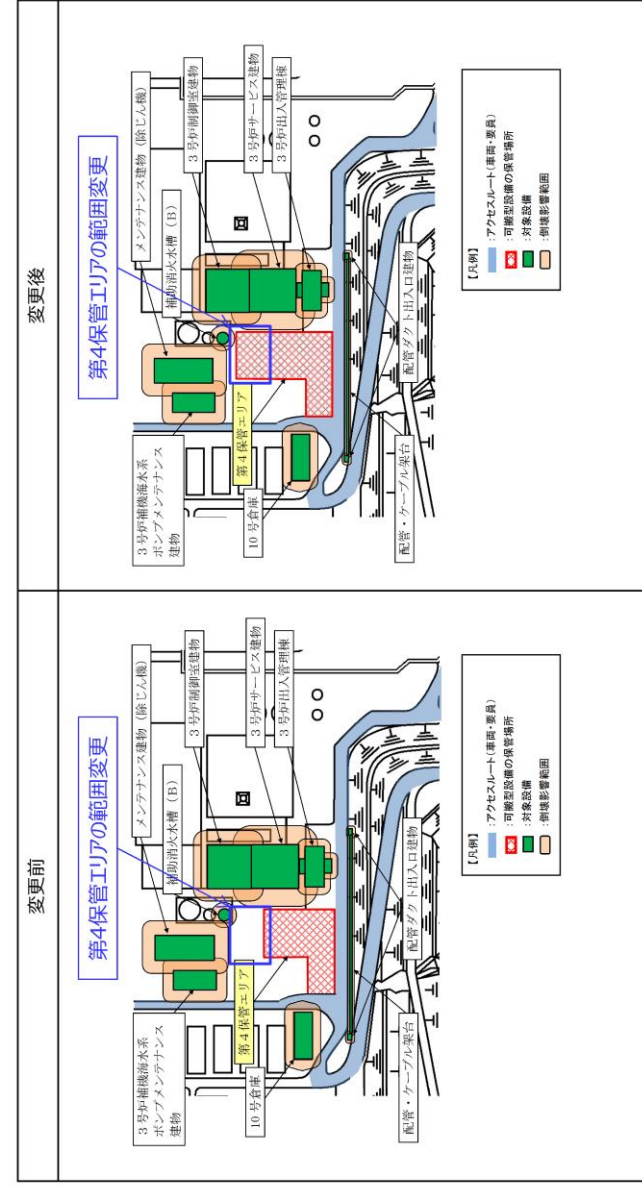 変更前
第4保管エリアの範囲変更
メンテナンス建物(除じん機)
補助消火水槽(B)
3号炉制御室建物
3号炉サービス建物
3号炉出入管理棟
3号炉補機海水系
ポンプメンテナンス
建物
第4保管エリア
10号倉庫
配管・ケーブル架台
配管ダクト出入口建物
【凡例】
:アクセスルート(車両・要員)
:可搬型設備の保管場所
:対象設備
:倒壊影響範囲
変更後
第4保管エリアの範囲変更
メンテナンス建物(除じん機)
補助消火水槽(B)
3号炉制御室建物
3号炉サービス建物
3号炉出入管理棟
3号炉補機海水系
ポンプメンテナンス
建物
第4保管エリア
10号倉庫
配管・ケーブル架台
配管ダクト出入口建物
【凡例】
:アクセスルート(車両・要員)
:可搬型設備の保管場所
:対象設備
:倒壊影響範囲